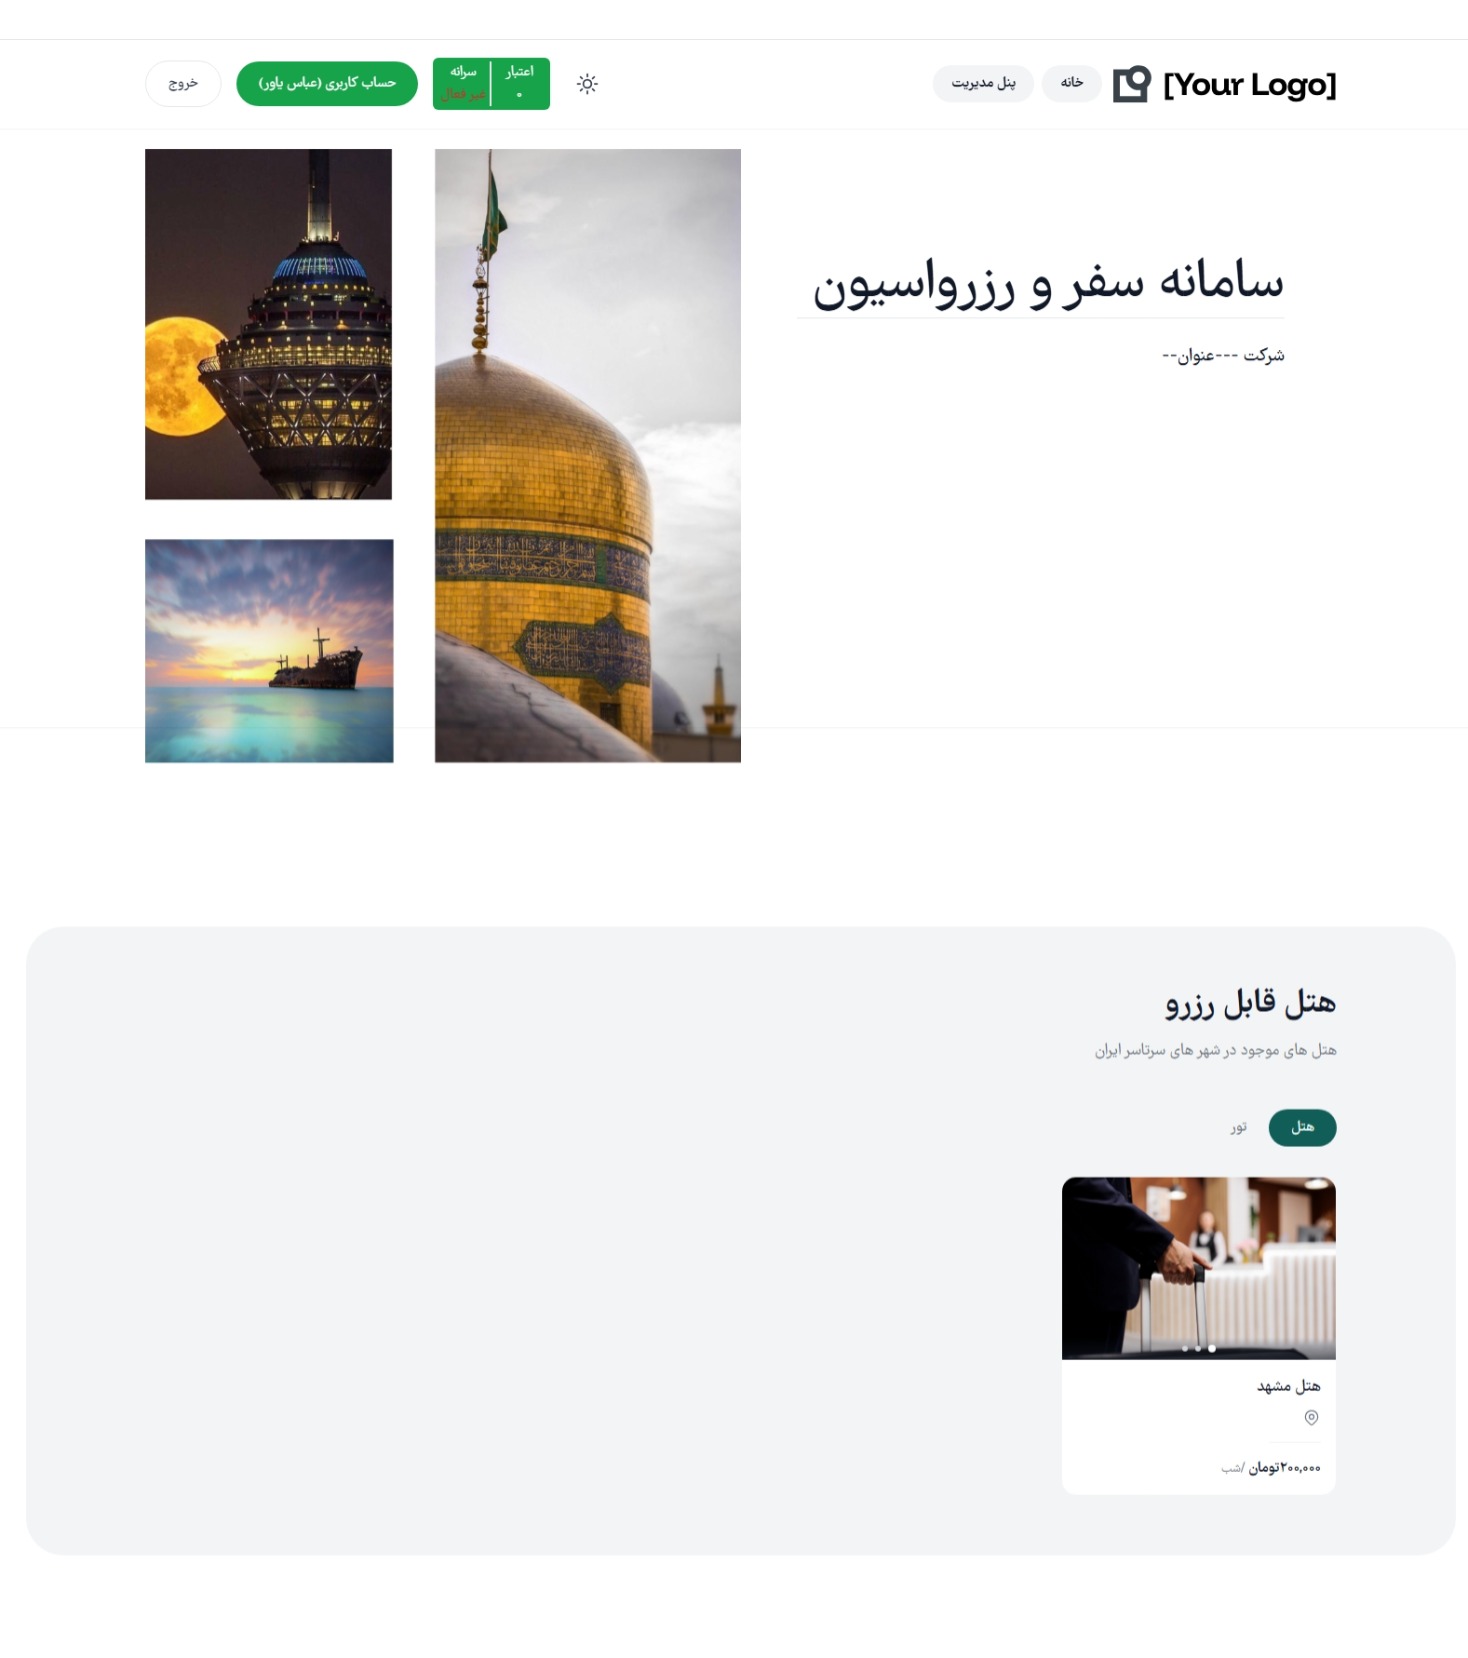 [Your Logo]
خانه
پنل مدیریت
اعتبار
۰
سرانه
غیر فعال
حساب کاربری (عباس یاور)
خروج
سامانه سفر و رزرواسیون
شرکت ---عنوان--
هتل قابل رزرو
هتل های موجود در شهر های سرتاسر ایران
هتل
تور
هتل مشهد
۲۰۰,۰۰۰تومان /شب